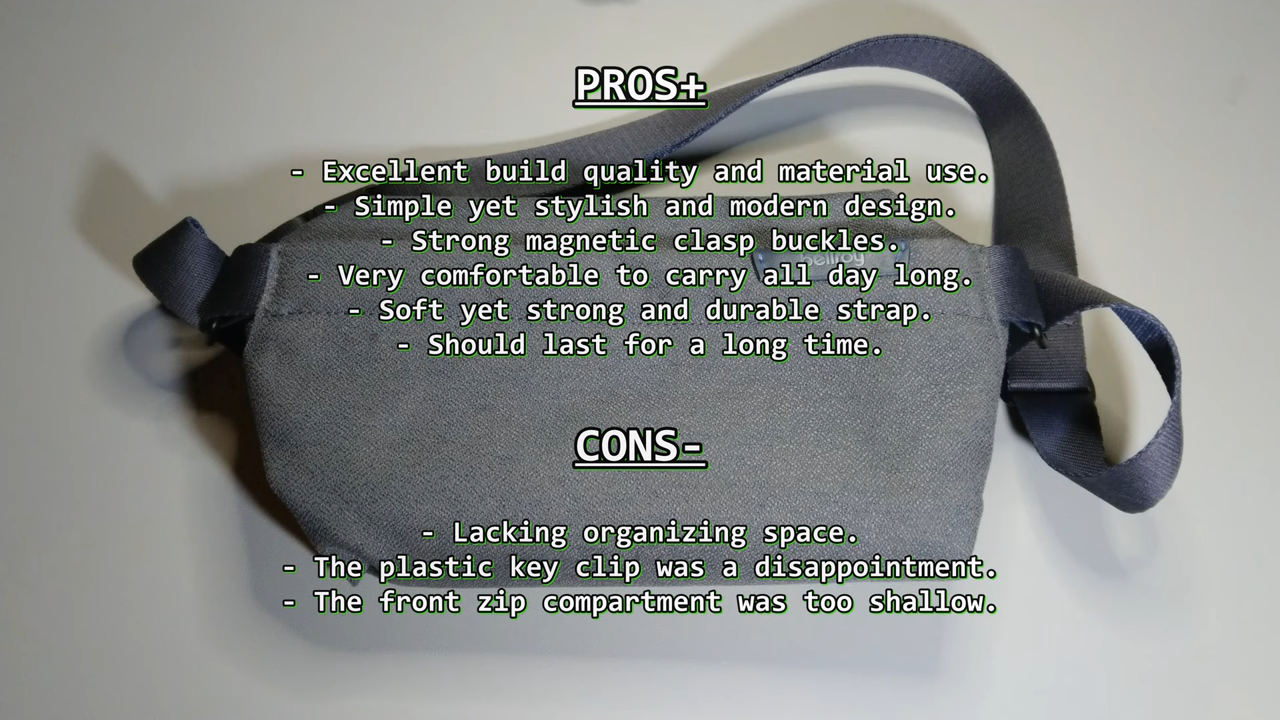 PROS+
- Excellent build quality and material use.
- Simple yet stylish and modern design.
- Strong magnetic clasp buckles.
bellroy
- Very comfortable to carry all day long.
- Soft yet strong and durable strap.
- Should last for a long time.
CONS-
- Lacking organizing space.
- The plastic key clip was a disappointment.
- The front zip compartment was too shallow.